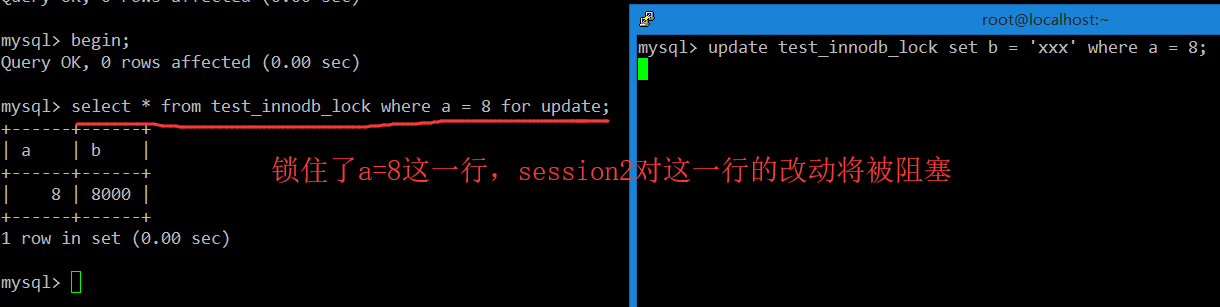 Query OK, 0 rows affected (0.00 sec)
mysql> begin;
Query OK, 0 rows affected (0.00 sec)
mysql> select * from test_innodb_lock where a = 8 for update;
+------+------+
| a    | b    |
+------+------+
|    8 | 8000 |
+------+------+
1 row in set (0.00 sec)
mysql>
锁住了a=8这一行，session2对这一行的改动将被阻塞
root@localhost:~
mysql> update test_innodb_lock set b = 'xxx' where a = 8;